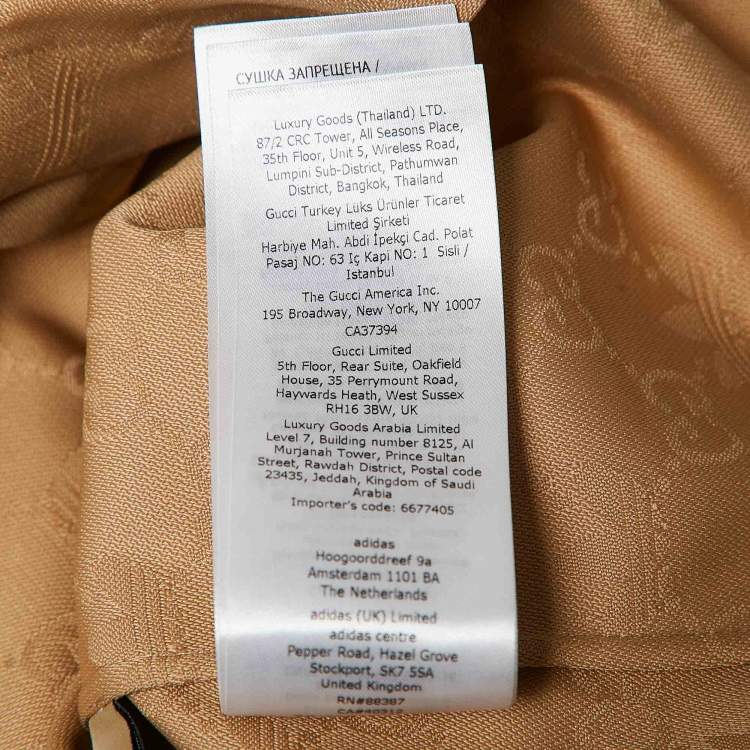 СУШКА ЗАПРЕЩЕНА /
Luxury Goods (Thailand) LTD.
87/2 CRC Tower, All Seasons Place,
35th Floor, Unit 5, Wireless Road,
Lumpini Sub-District, Pathumwan
District, Bangkok, Thailand
Gucci Turkey Lüks Ürünler Ticaret
Limited Şirketi
Harbiye Mah. Abdi İpekçi Cad. Polat
Pasaj NO: 63 Iç Kapi NO: 1 Sisli /
Istanbul
The Gucci America Inc.
195 Broadway, New York, NY 10007
CA37394
Gucci Limited
5th Floor, Rear Suite, Oakfield
House, 35 Perrymount Road,
Haywards Heath, West Sussex
RH16 3BW, UK
Luxury Goods Arabia Limited
Level 7, Building number 8125, Al
Murjanah Tower, Prince Sultan
Street, Rawdah District, Postal code
23435, Jeddah, Kingdom of Saudi
Arabia
Importer's code: 6677405
adidas
Hoogoorddreef 9a
Amsterdam 1101 BA
The Netherlands
adidas (UK) Limited
adidas centre
Pepper Road, Hazel Grove
Stockport, SK7 5SA
United Kingdom
RN#88387
CA#40312